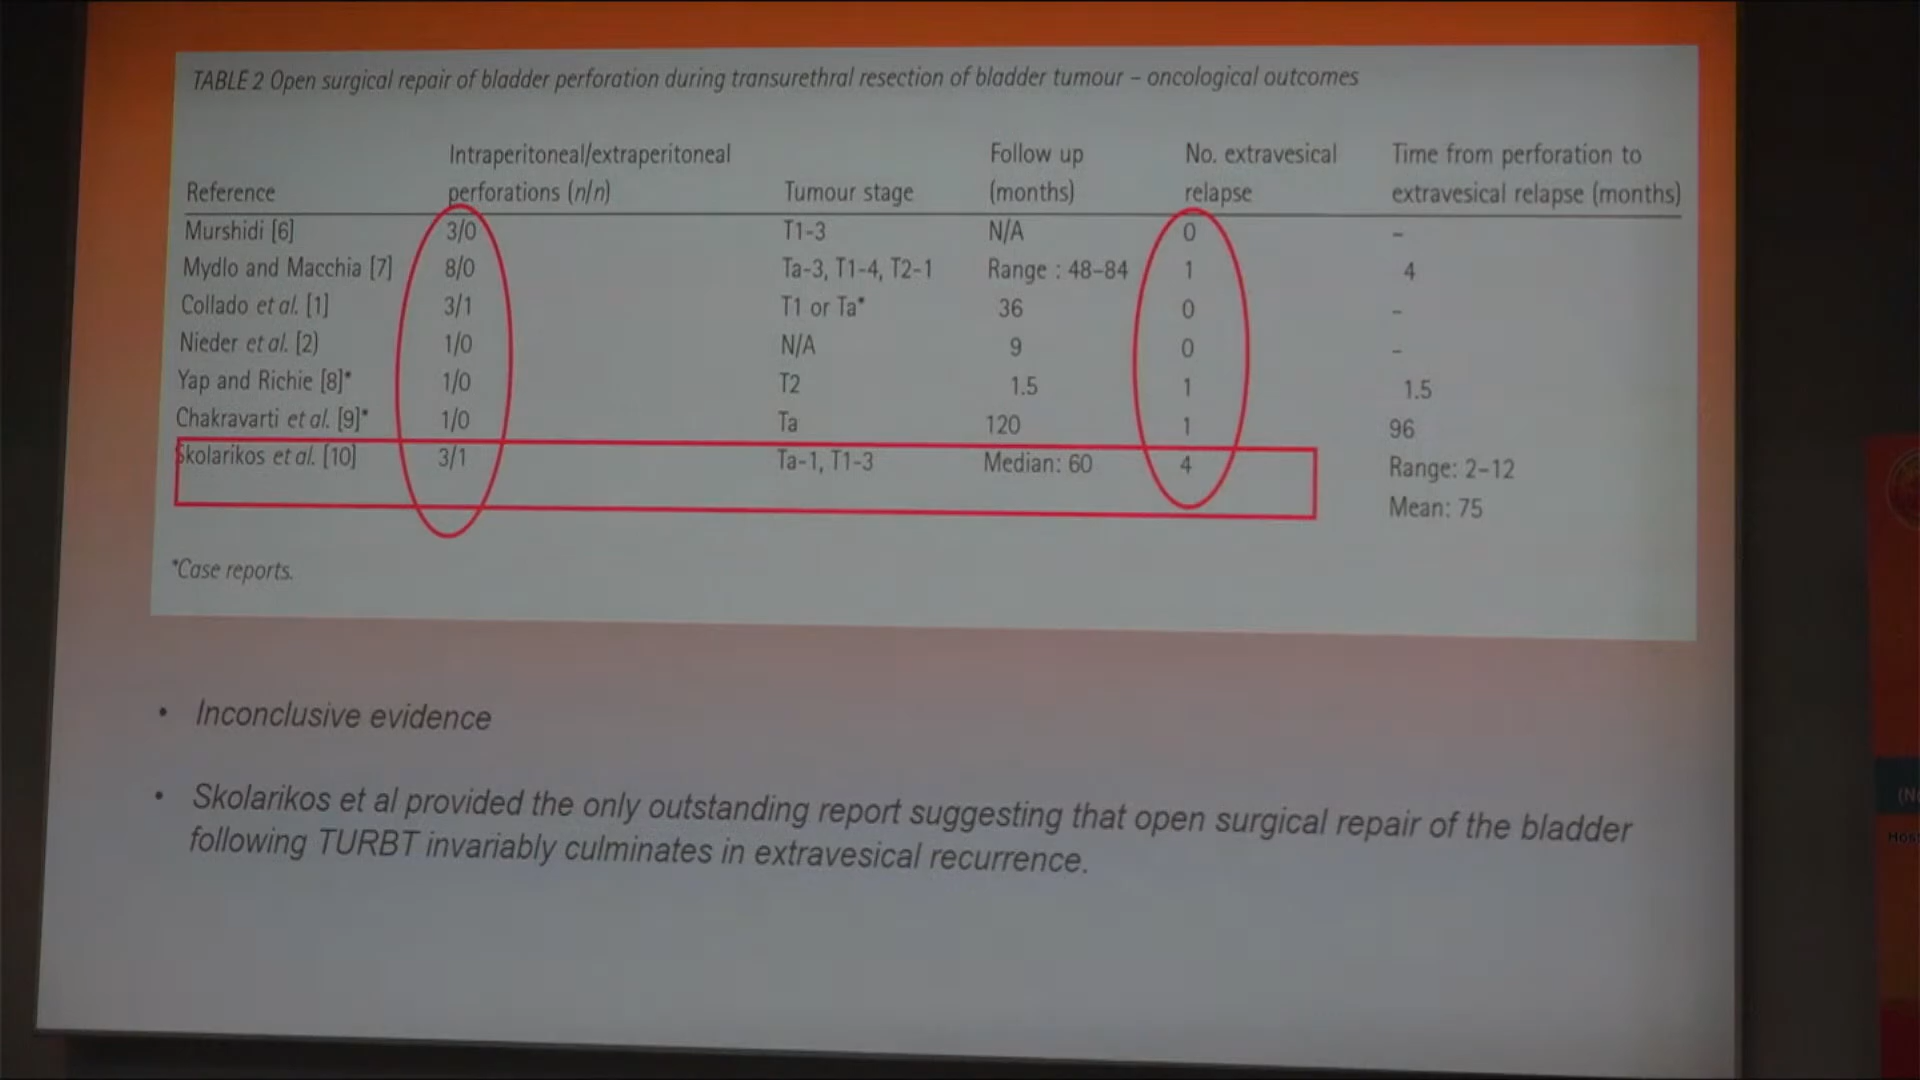 TABLE 2 Open surgical repair of bladder perforation during transurethral resection of bladder tumour – oncological outcomes
Intraperitoneal/extraperitoneal Follow up No. extravesical Time from perforation to
Reference perforations (n/n) Tumour stage (months) relapse extravesical relapse (months)
Murshidi [6] 3/0 T1-3 N/A 0 –
Mydlo and Macchia [7] 8/0 Ta-3, T1-4, T2-1 Range : 48–84 1 4
Collado et al. [1] 3/1 T1 or Ta* 36 0 –
Nieder et al. [2] 1/0 N/A 9 0 –
Yap and Richie [8]* 1/0 T2 1.5 1 1.5
Chakravarti et al. [9]* 1/0 Ta 120 1 96
Skolarikos et al. [10] 3/1 Ta-1, T1-3 Median: 60 4 Range: 2–12
Mean: 75
*Case reports.
• Inconclusive evidence
• Skolarikos et al provided the only outstanding report suggesting that open surgical repair of the bladder
following TURBT invariably culminates in extravesical recurrence.